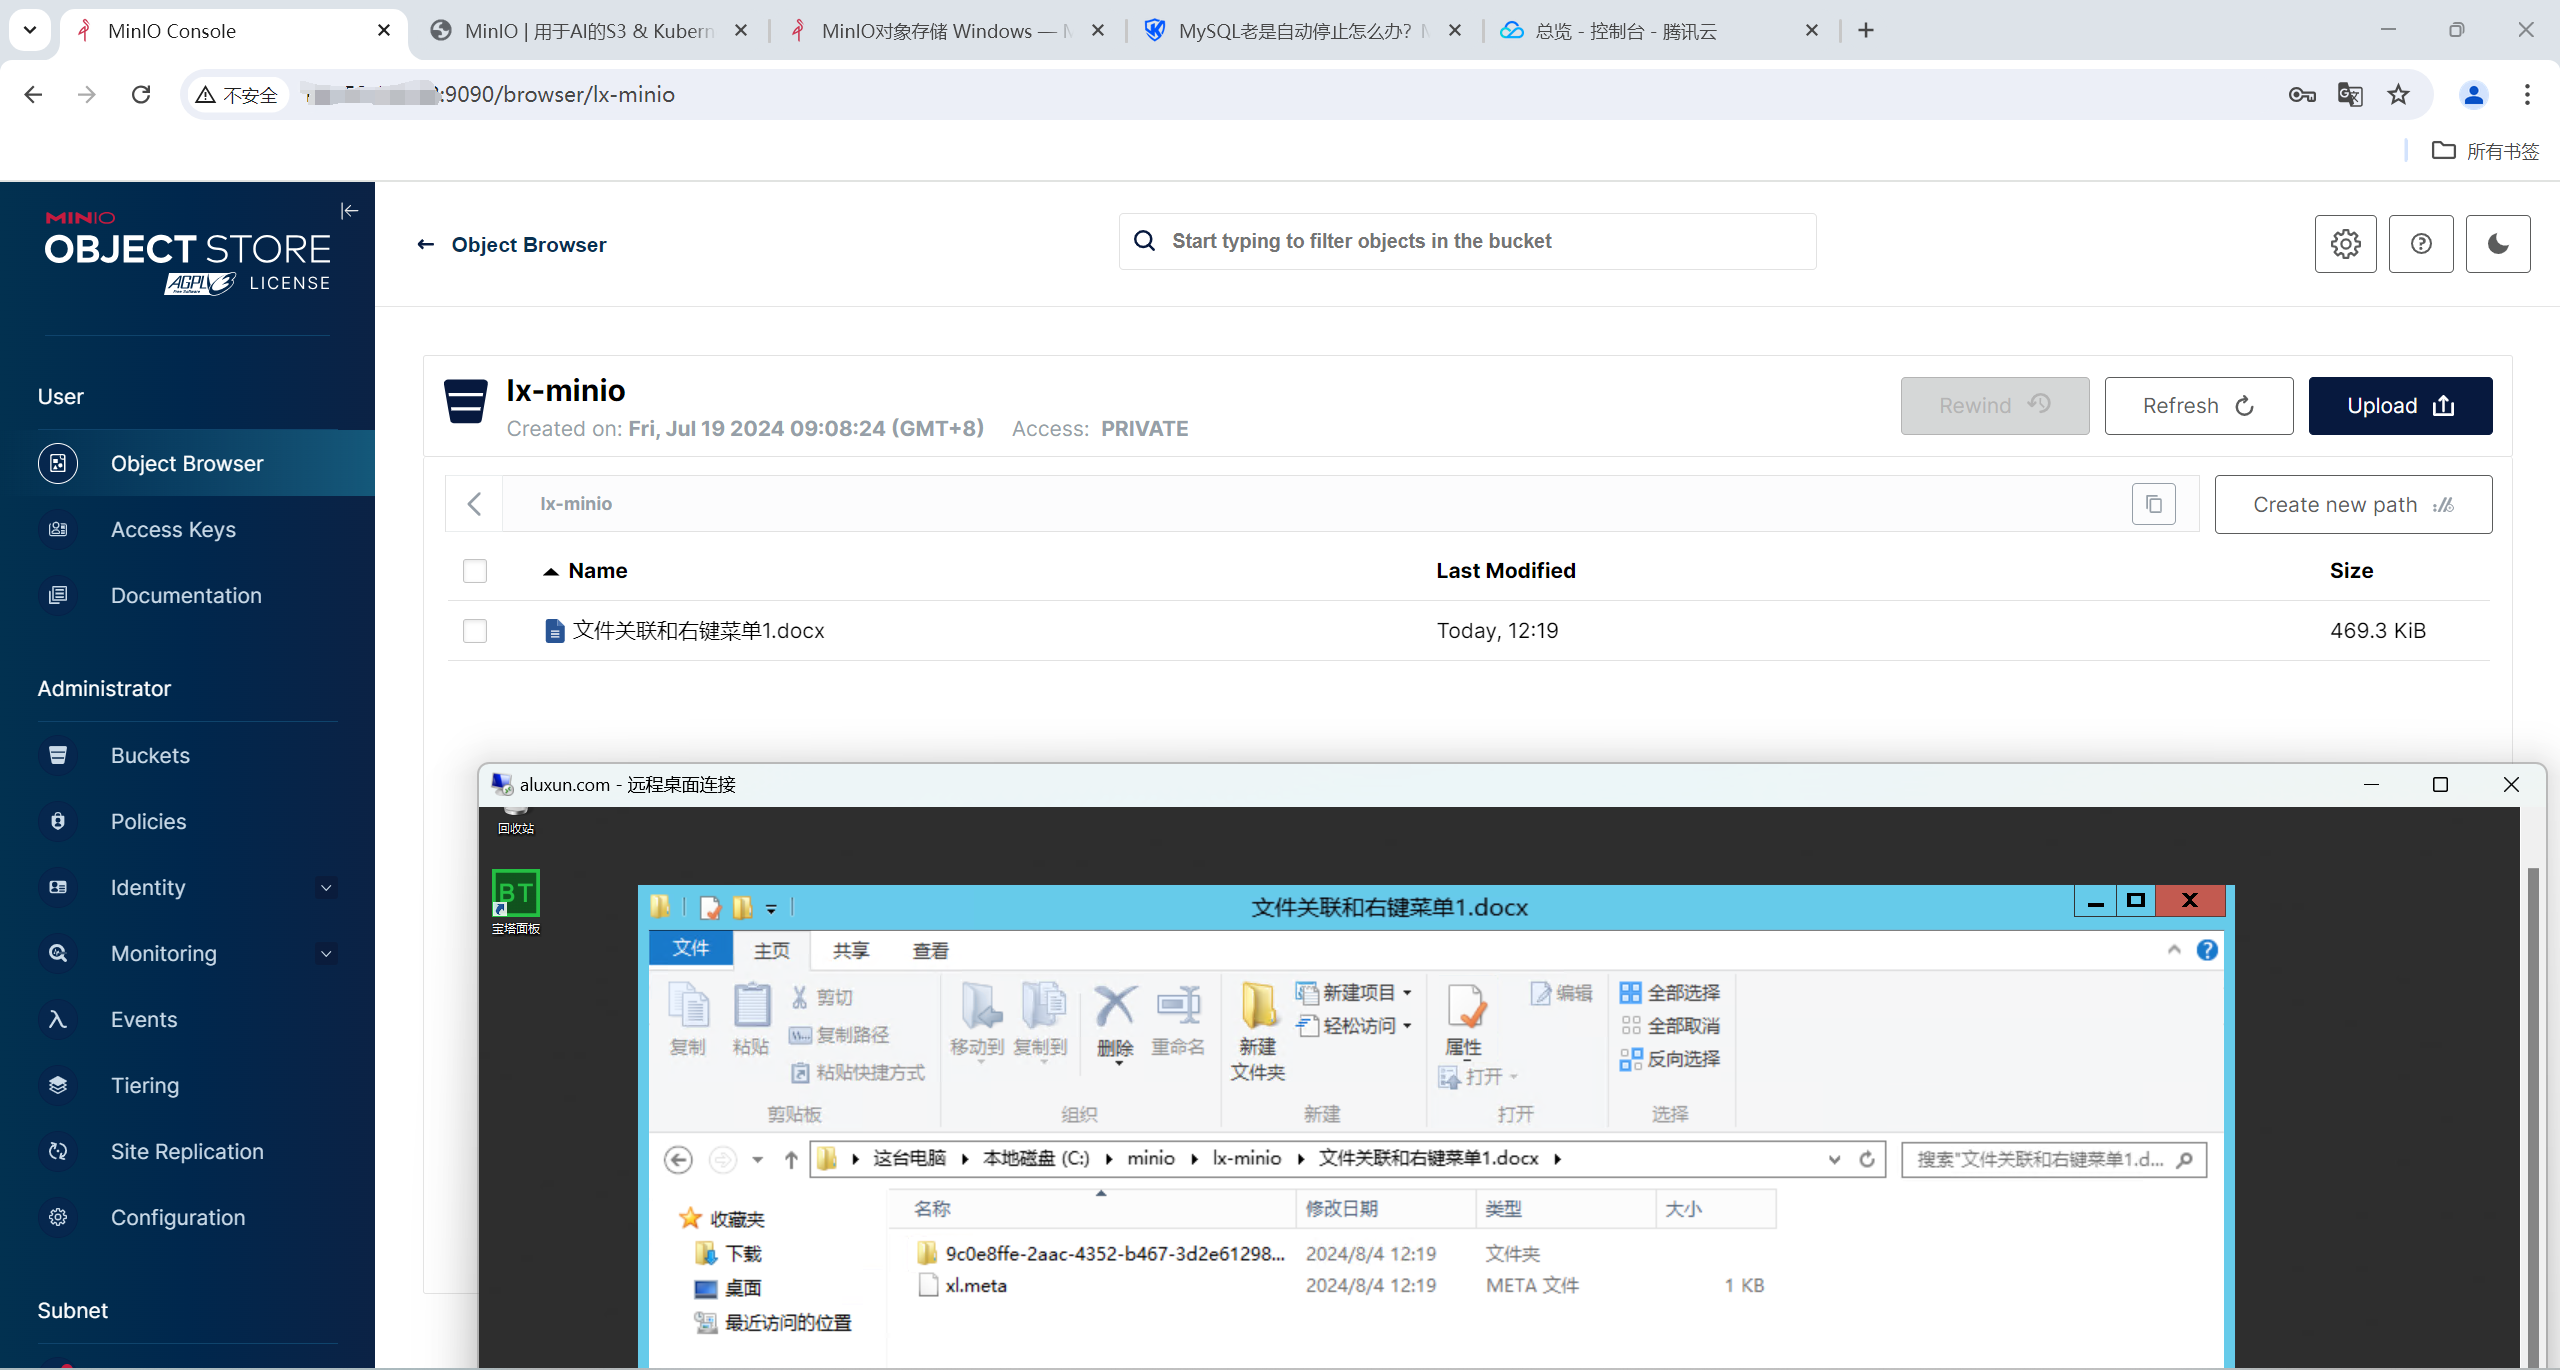 MinIO Console
MinIO | 用于AI的S3 & Kubern
MinIO对象存储 Windows —
MySQL老是自动停止怎么办?
总览 - 控制台 - 腾讯云
不安全
:9090/browser/lx-minio
所有书签
MINIO
OBJECT STORE
AGPL V3 LICENSE
Object Browser
Start typing to filter objects in the bucket
User
Object Browser
Access Keys
Documentation
Administrator
Buckets
Policies
Identity
Monitoring
Events
Tiering
Site Replication
Configuration
Subnet
lx-minio
Created on: Fri, Jul 19 2024 09:08:24 (GMT+8) Access: PRIVATE
Rewind
Refresh
Upload
lx-minio
Create new path
Name Last Modified Size
文件关联和右键菜单1.docx Today, 12:19 469.3 KiB
aluxun.com - 远程桌面连接
回收站
BT
宝塔面板
文件关联和右键菜单1.docx
文件 主页 共享 查看
复制
粘贴
剪切
复制路径
粘贴快捷方式
剪贴板
移动到
复制到
删除
重命名
组织
新建
文件夹
新建项目
轻松访问
新建
属性
打开
编辑
打开
全部选择
全部取消
反向选择
选择
这台电脑 本地磁盘 (C:) minio lx-minio 文件关联和右键菜单1.docx
搜索"文件关联和右键菜单1.d...
收藏夹
下载
桌面
最近访问的位置
名称 修改日期 类型 大小
9c0e8ffe-2aac-4352-b467-3d2e61298... 2024/8/4 12:19 文件夹
xl.meta 2024/8/4 12:19 META 文件 1 KB